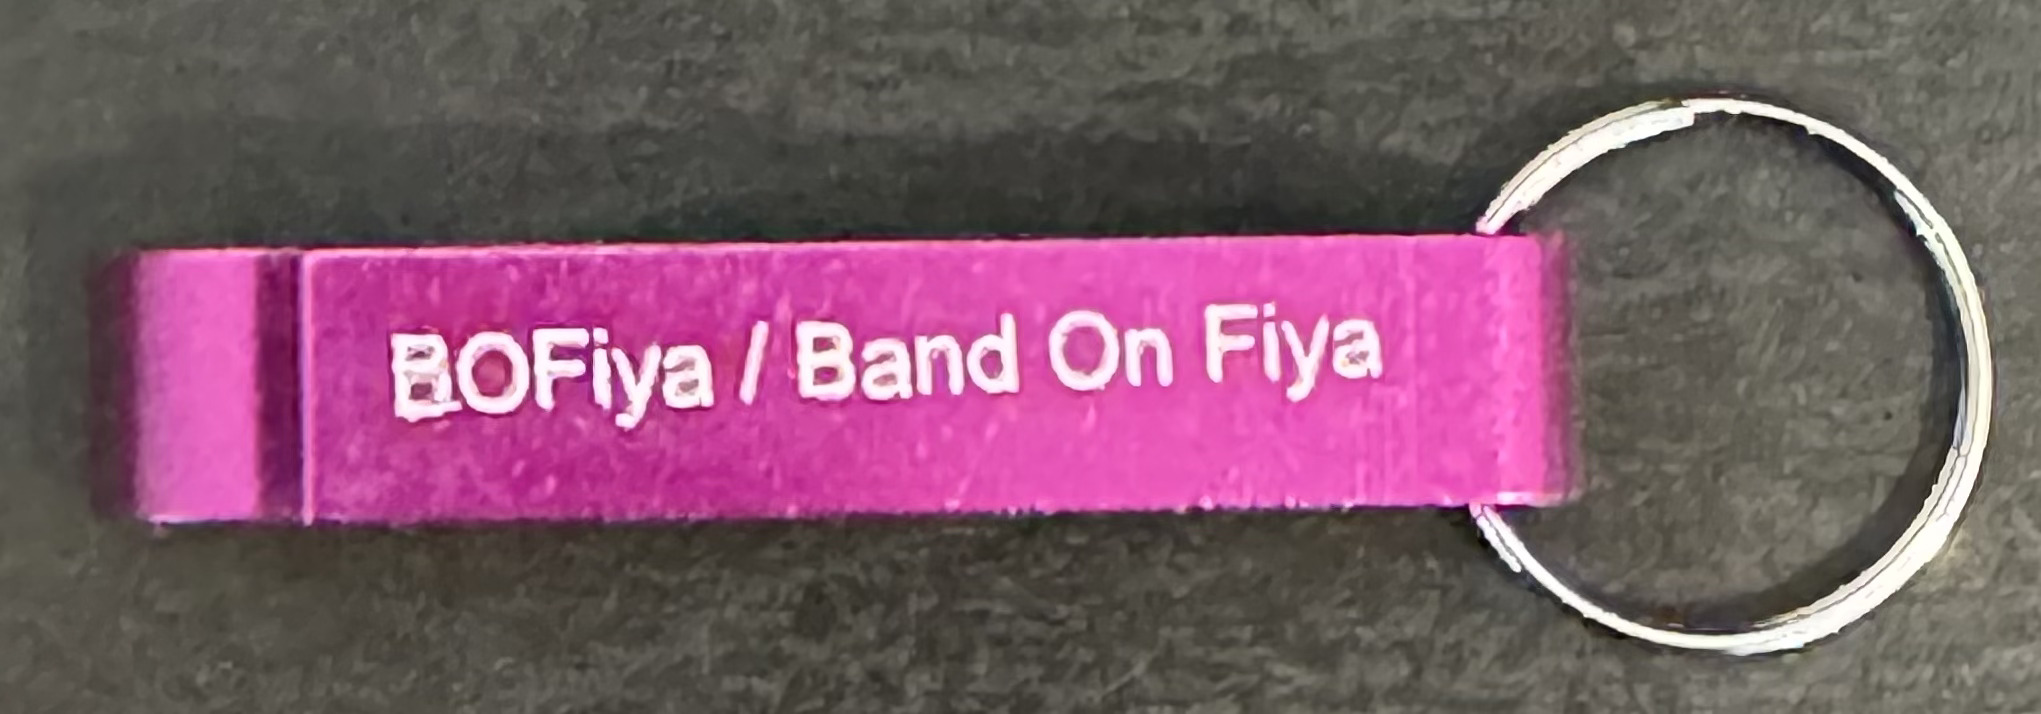 BOFiya / Band On Fiya